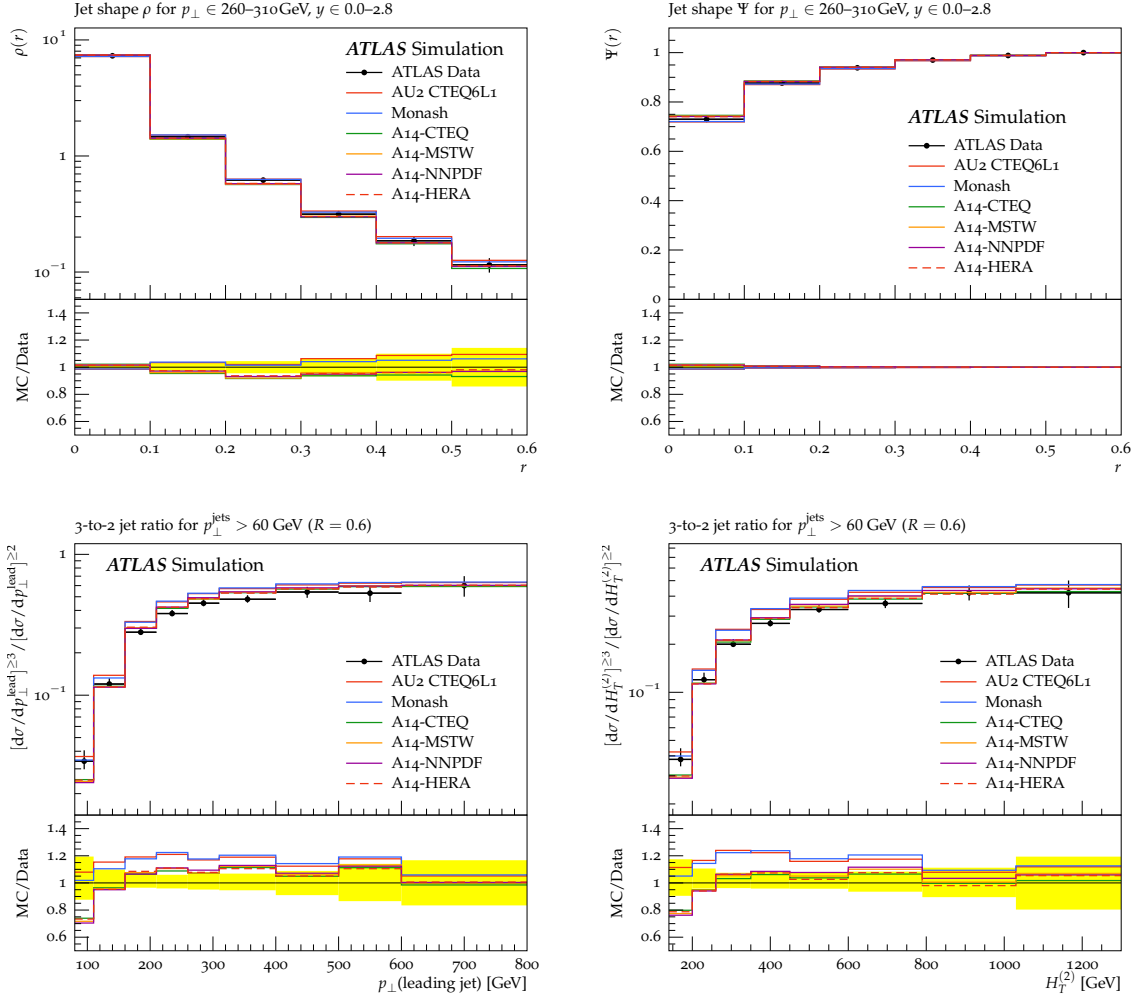 Jet shape ρ for p⊥ ∈ 260–310 GeV, y ∈ 0.0–2.8
ρ(r)
10¹
1
10⁻¹
ATLAS Simulation
ATLAS Data
AU2 CTEQ6L1
Monash
A14-CTEQ
A14-MSTW
A14-NNPDF
A14-HERA
MC/Data
1.4
1.2
1.0
0.8
0.6
0 0.1 0.2 0.3 0.4 0.5 0.6
r
Jet shape Ψ for p⊥ ∈ 260–310 GeV, y ∈ 0.0–2.8
Ψ(r)
1
0.8
0.6
0.4
0.2
0
ATLAS Simulation
ATLAS Data
AU2 CTEQ6L1
Monash
A14-CTEQ
A14-MSTW
A14-NNPDF
A14-HERA
MC/Data
1.4
1.2
1.0
0.8
0.6
0 0.1 0.2 0.3 0.4 0.5 0.6
r
3-to-2 jet ratio for p⊥^jets > 60 GeV (R = 0.6)
[dσ/dp⊥^lead]^≥3 / [dσ/dp⊥^lead]^≥2
1
10⁻¹
ATLAS Simulation
ATLAS Data
AU2 CTEQ6L1
Monash
A14-CTEQ
A14-MSTW
A14-NNPDF
A14-HERA
MC/Data
1.4
1.2
1.0
0.8
0.6
100 200 300 400 500 600 700 800
p⊥(leading jet) [GeV]
3-to-2 jet ratio for p⊥^jets > 60 GeV (R = 0.6)
[dσ/dH_T^(2)]^≥3 / [dσ/dH_T^(2)]^≥2
10⁻¹
ATLAS Simulation
ATLAS Data
AU2 CTEQ6L1
Monash
A14-CTEQ
A14-MSTW
A14-NNPDF
A14-HERA
MC/Data
1.4
1.2
1.0
0.8
0.6
200 400 600 800 1000 1200
H_T^(2) [GeV]